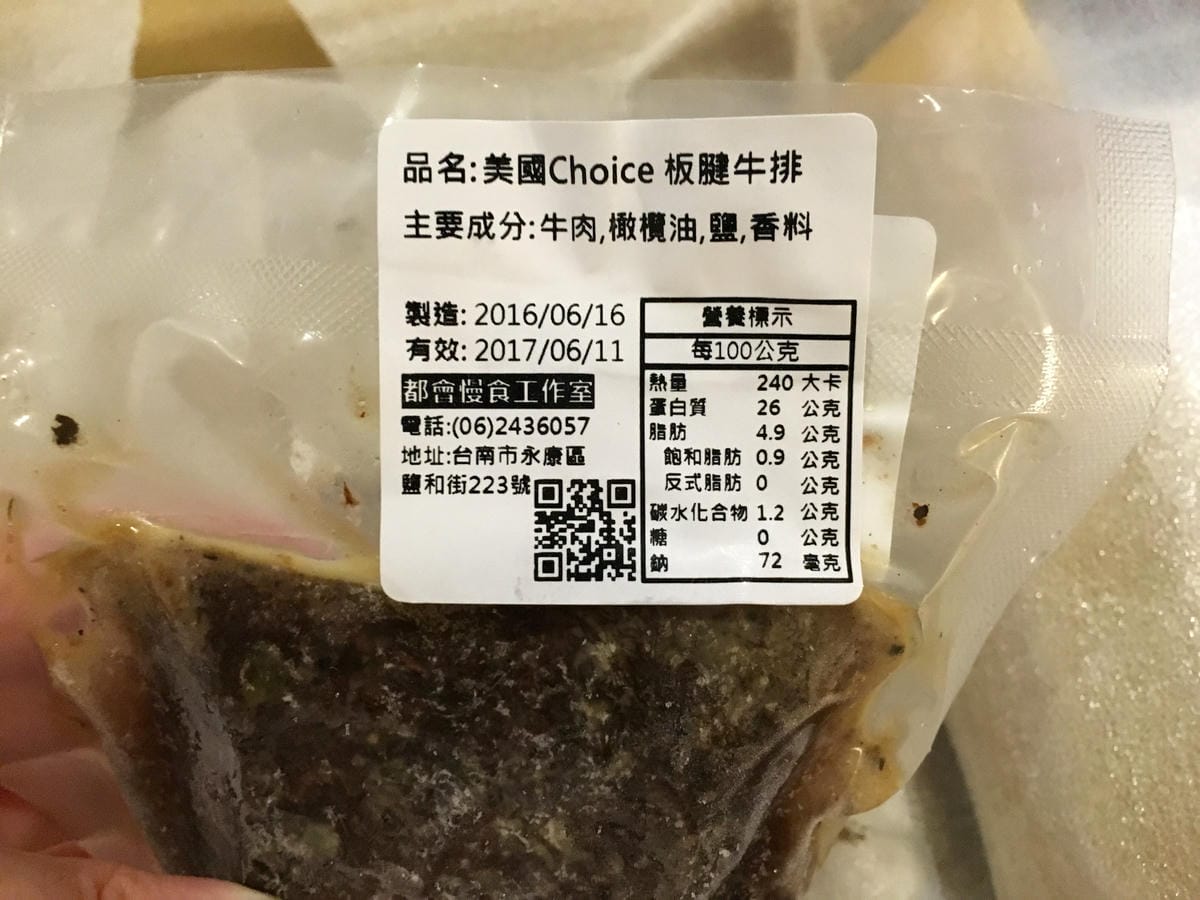 品名:美國Choice 板腱牛排
主要成分:牛肉,橄欖油,鹽,香料
製造: 2016/06/16
有效: 2017/06/11
都會慢食工作室
電話:(06)2436057
地址:台南市永康區
鹽和街223號
營養標示
每100公克
熱量 240 大卡
蛋白質 26 公克
脂肪 4.9 公克
飽和脂肪 0.9 公克
反式脂肪 0 公克
碳水化合物 1.2 公克
糖 0 公克
鈉 72 毫克